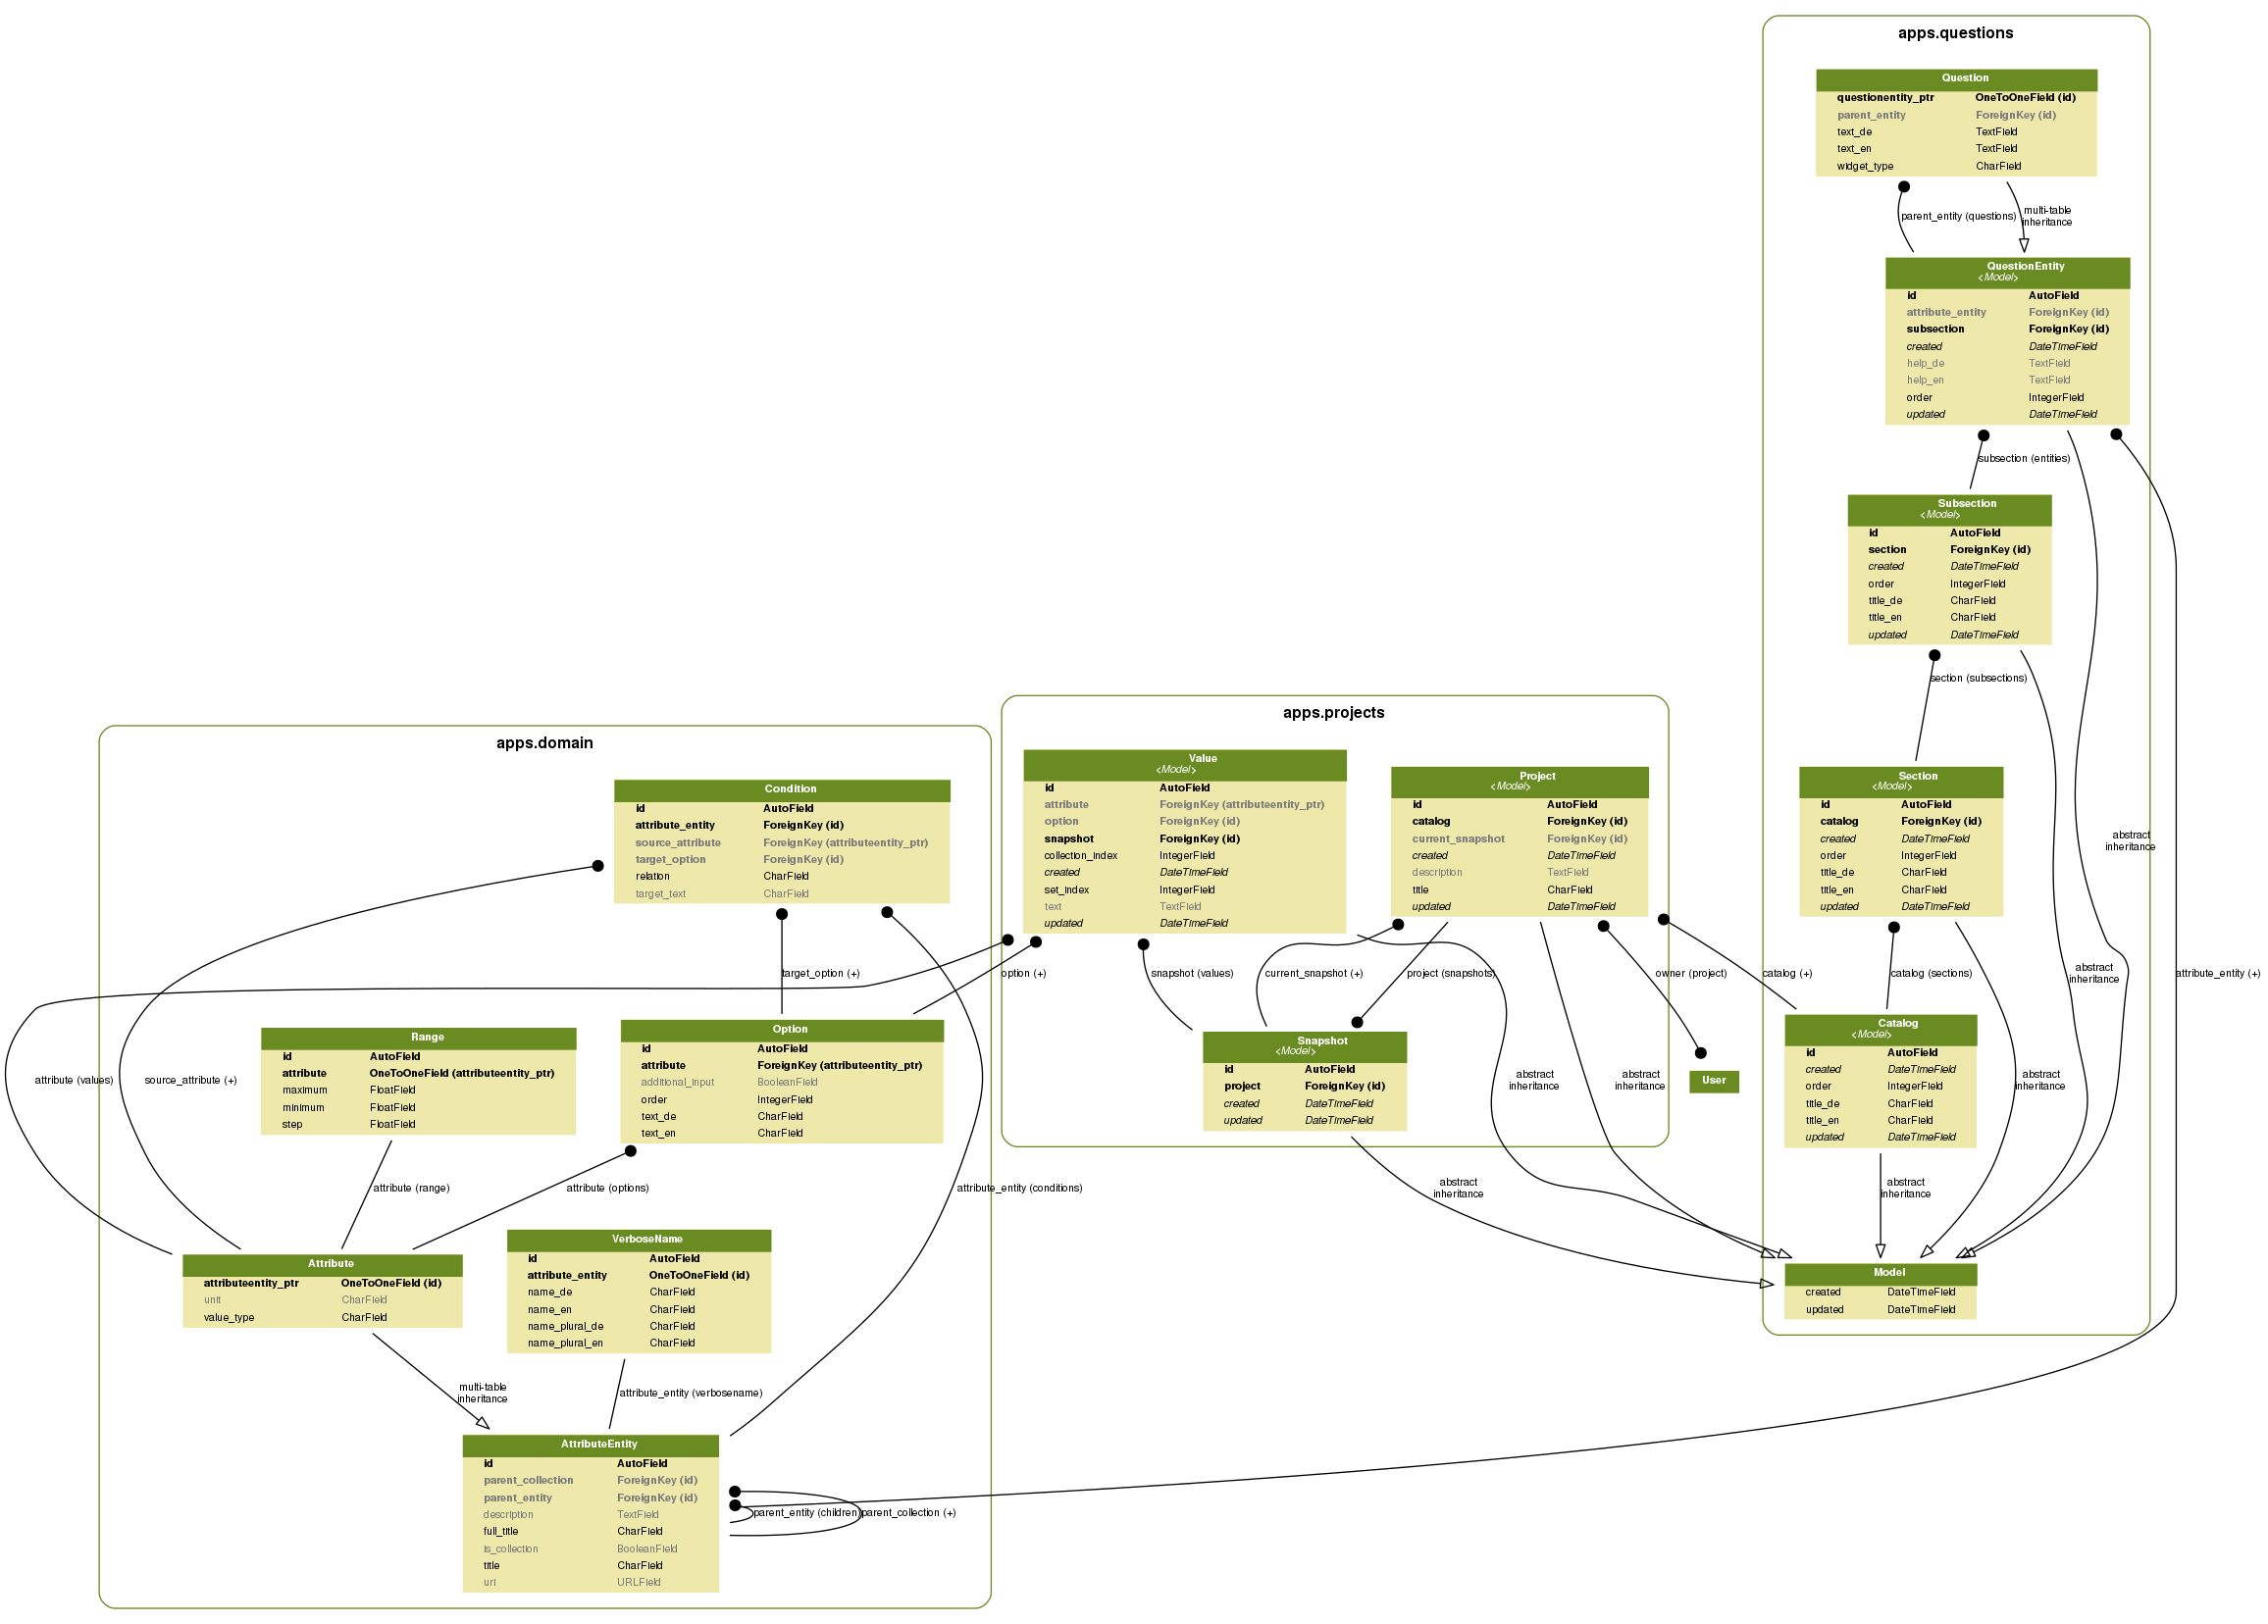 apps.questions
Question
questionentity_ptr OneToOneField (id)
parent_entity ForeignKey (id)
text_de TextField
text_en TextField
widget_type CharField
parent_entity (questions)
multi-table
inheritance
QuestionEntity
<Model>
id AutoField
attribute_entity ForeignKey (id)
subsection ForeignKey (id)
created DateTimeField
help_de TextField
help_en TextField
order IntegerField
updated DateTimeField
subsection (entities)
Subsection
<Model>
id AutoField
section ForeignKey (id)
created DateTimeField
order IntegerField
title_de CharField
title_en CharField
updated DateTimeField
section (subsections)
abstract
inheritance
Section
<Model>
id AutoField
catalog ForeignKey (id)
created DateTimeField
order IntegerField
title_de CharField
title_en CharField
updated DateTimeField
catalog (sections)
abstract
inheritance
attribute_entity (+)
Catalog
<Model>
id AutoField
created DateTimeField
order IntegerField
title_de CharField
title_en CharField
updated DateTimeField
abstract
inheritance
abstract
inheritance
Model
created DateTimeField
updated DateTimeField
apps.projects
Value
<Model>
id AutoField
attribute ForeignKey (attributeentity_ptr)
option ForeignKey (id)
snapshot ForeignKey (id)
collection_index IntegerField
created DateTimeField
set_index IntegerField
text TextField
updated DateTimeField
Project
<Model>
id AutoField
catalog ForeignKey (id)
current_snapshot ForeignKey (id)
created DateTimeField
description TextField
title CharField
updated DateTimeField
option (+)
snapshot (values)
current_snapshot (+)
project (snapshots)
owner (project)
catalog (+)
Snapshot
<Model>
id AutoField
project ForeignKey (id)
created DateTimeField
updated DateTimeField
abstract
inheritance
abstract
inheritance
User
abstract
inheritance
apps.domain
Condition
id AutoField
attribute_entity ForeignKey (id)
source_attribute ForeignKey (attributeentity_ptr)
target_option ForeignKey (id)
relation CharField
target_text CharField
target_option (+)
attribute (values)
source_attribute (+)
Range
id AutoField
attribute OneToOneField (attributeentity_ptr)
maximum FloatField
minimum FloatField
step FloatField
Option
id AutoField
attribute ForeignKey (attributeentity_ptr)
additional_input BooleanField
order IntegerField
text_de CharField
text_en CharField
attribute (range)
attribute (options)
attribute_entity (conditions)
Attribute
attributeentity_ptr OneToOneField (id)
unit CharField
value_type CharField
VerboseName
id AutoField
attribute_entity OneToOneField (id)
name_de CharField
name_en CharField
name_plural_de CharField
name_plural_en CharField
multi-table
inheritance
attribute_entity (verbosename)
AttributeEntity
id AutoField
parent_collection ForeignKey (id)
parent_entity ForeignKey (id)
description TextField
full_title CharField
is_collection BooleanField
title CharField
uri URLField
parent_entity (children)
parent_collection (+)